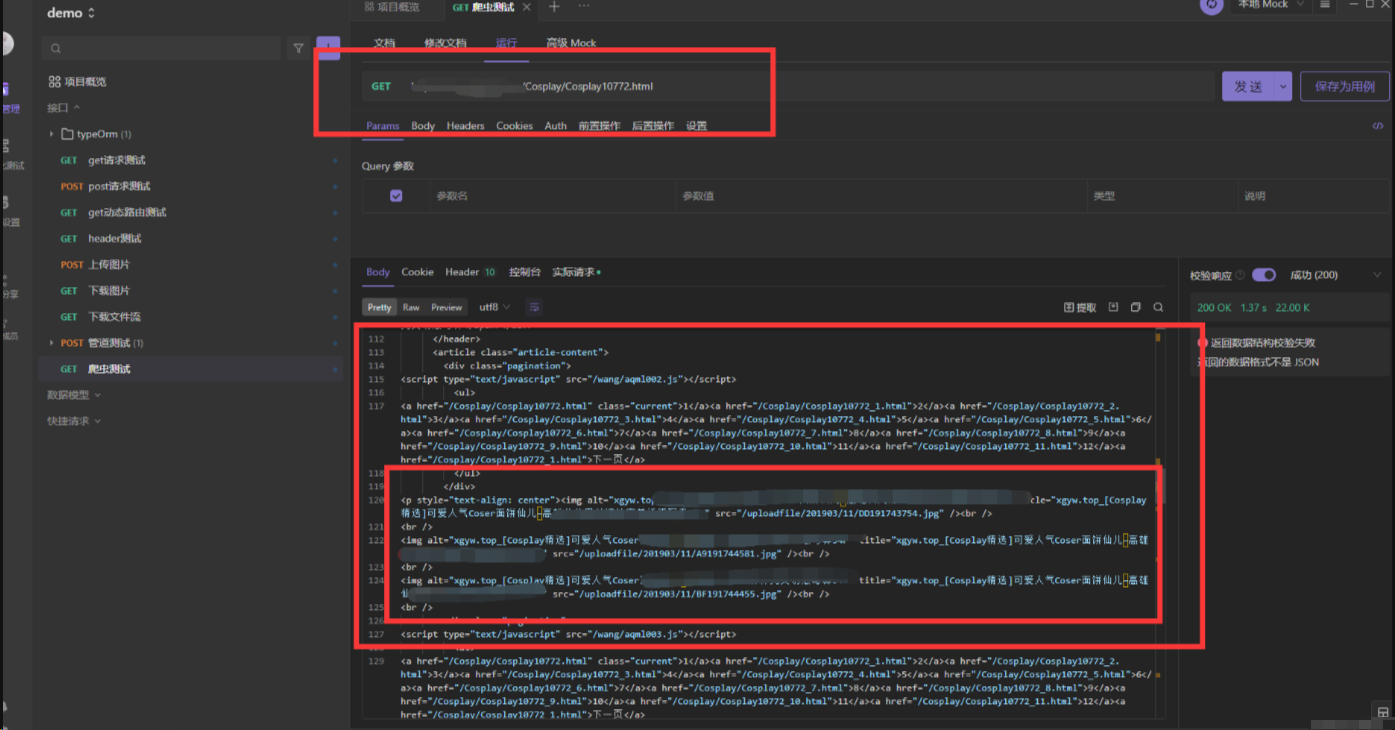 demo
项目概览
GET 爬虫测试
本地 Mock
文档 修改文档 运行 高级 Mock
项目概览
GET /Cosplay/Cosplay10772.html 发送 保存为用例
管理
接口
Params Body Headers Cookies Auth 前置操作 后置操作 设置
typeOrm (1)
GET get请求测试
Query 参数
POST post请求测试
参数名 参数值 类型 说明
GET get动态路由测试
设置
GET header测试
POST 上传图片
Body Cookie Header 10 控制台 实际请求
校验响应 成功 (200)
GET 下载图片
分享
Pretty Raw Preview utf8 提取
200 OK 1.37 s 22.00 K
GET 下载文件流
成员
POST 管道测试 (1)
返回数据结构校验失败
返回的数据格式不是 JSON
GET 爬虫测试
数据模型
快捷请求
112 </header>
113 <article class="article-content">
114 <div class="pagination">
115 <script type="text/javascript" src="/wang/aqml002.js"></script>
116 <ul>
117 <a href="/Cosplay/Cosplay10772.html" class="current">1</a><a href="/Cosplay/Cosplay10772_1.html">2</a><a href="/Cosplay/Cosplay10772_2.
html">3</a><a href="/Cosplay/Cosplay10772_3.html">4</a><a href="/Cosplay/Cosplay10772_4.html">5</a><a href="/Cosplay/Cosplay10772_5.html">6</
a><a href="/Cosplay/Cosplay10772_6.html">7</a><a href="/Cosplay/Cosplay10772_7.html">8</a><a href="/Cosplay/Cosplay10772_8.html">9</a><a
href="/Cosplay/Cosplay10772_9.html">10</a><a href="/Cosplay/Cosplay10772_10.html">11</a><a href="/Cosplay/Cosplay10772_11.html">12</a><a
href="/Cosplay/Cosplay10772_1.html">下一页</a>
118 </ul>
119 </div>
120 <p style="text-align: center"><img alt="xgyw.to cle="xgyw.top_[Cosplay
精选]可爱人气Coser面饼仙儿-高 " src="/uploadfile/201903/11/DD191743754.jpg" /><br />
121 <br />
122 <img alt="xgyw.top_[Cosplay精选]可爱人气Coser title="xgyw.top_[Cosplay精选]可爱人气Coser面饼仙儿-高雄
" src="/uploadfile/201903/11/A9191744581.jpg" /><br />
123 <br />
124 <img alt="xgyw.top_[Cosplay精选]可爱人气Coser title="xgyw.top_[Cosplay精选]可爱人气Coser面饼仙儿-高雄
src="/uploadfile/201903/11/BF191744455.jpg" /><br />
125 <br />
126
127 <script type="text/javascript" src="/wang/aqml003.js"></script>
129 <a href="/Cosplay/Cosplay10772.html" class="current">1</a><a href="/Cosplay/Cosplay10772_1.html">2</a><a href="/Cosplay/Cosplay10772_2.
html">3</a><a href="/Cosplay/Cosplay10772_3.html">4</a><a href="/Cosplay/Cosplay10772_4.html">5</a><a href="/Cosplay/Cosplay10772_5.html">6</
a><a href="/Cosplay/Cosplay10772_6.html">7</a><a href="/Cosplay/Cosplay10772_7.html">8</a><a href="/Cosplay/Cosplay10772_8.html">9</a><a
href="/Cosplay/Cosplay10772_9.html">10</a><a href="/Cosplay/Cosplay10772_10.html">11</a><a href="/Cosplay/Cosplay10772_11.html">12</a><a
href="/Cosplay/Cosplay10772_1.html">下一页</a>